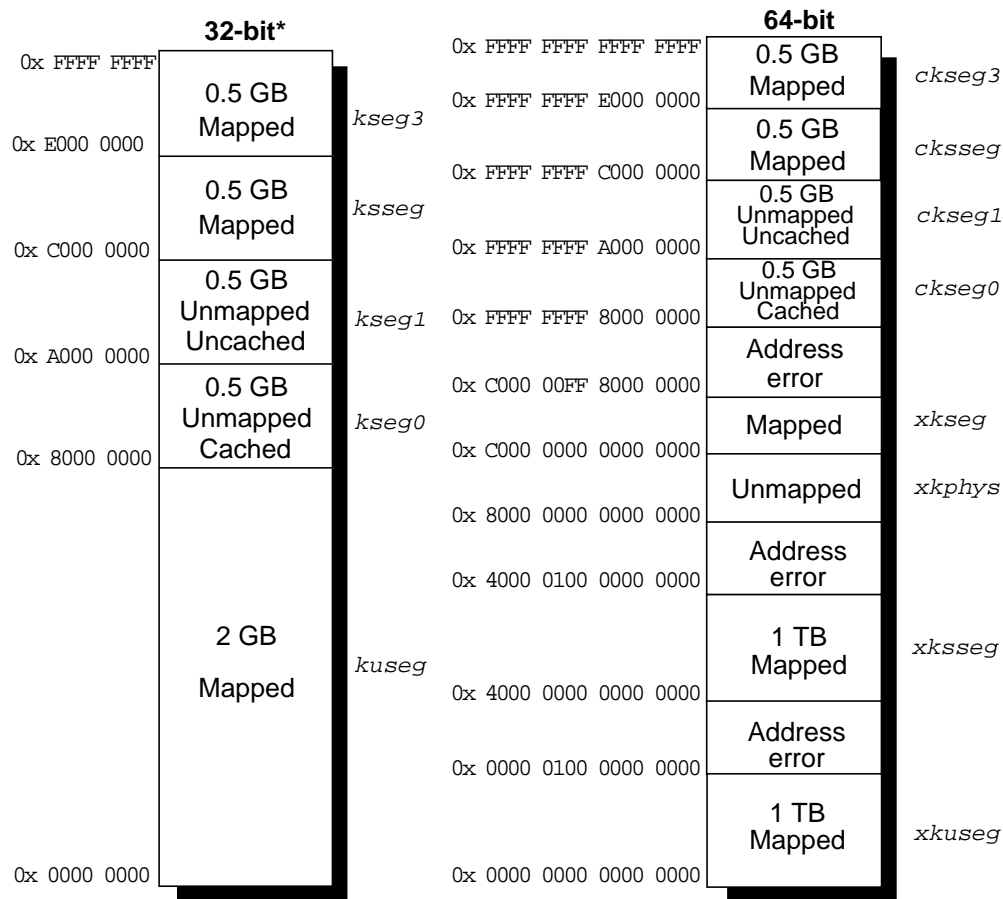 32-bit*
0x FFFF FFFF
0.5 GB
Mapped
kseg3
0x E000 0000
0.5 GB
Mapped
ksseg
0x C000 0000
0.5 GB
Unmapped
Uncached
kseg1
0x A000 0000
0.5 GB
Unmapped
Cached
kseg0
0x 8000 0000
2 GB
Mapped
kuseg
0x 0000 0000
64-bit
0x FFFF FFFF FFFF FFFF
0.5 GB
Mapped
ckseg3
0x FFFF FFFF E000 0000
0.5 GB
Mapped
cksseg
0x FFFF FFFF C000 0000
0.5 GB
Unmapped
Uncached
ckseg1
0x FFFF FFFF A000 0000
0.5 GB
Unmapped
Cached
ckseg0
0x FFFF FFFF 8000 0000
Address
error
0x C000 00FF 8000 0000
Mapped
xkseg
0x C000 0000 0000 0000
Unmapped
xkphys
0x 8000 0000 0000 0000
Address
error
0x 4000 0100 0000 0000
1 TB
Mapped
xksseg
0x 4000 0000 0000 0000
Address
error
0x 0000 0100 0000 0000
1 TB
Mapped
xkuseg
0x 0000 0000 0000 0000